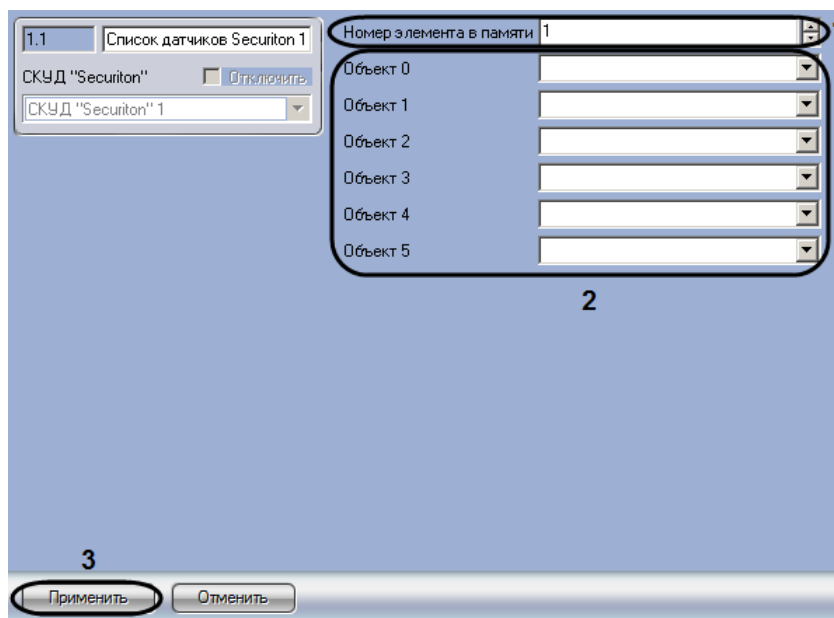 1.1 Список датчиков Securiton 1
СКУД "Securiton" Отключить
СКУД "Securiton" 1
Номер элемента в памяти 1
Объект 0
Объект 1
Объект 2
Объект 3
Объект 4
Объект 5
2
3
Применить Отменить